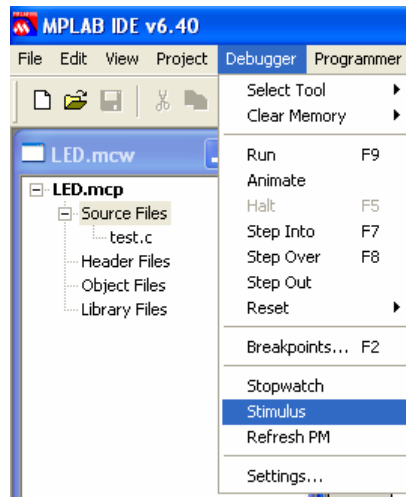 MPLAB IDE v6.40
File Edit View Project Debugger Programmer
LED.mcw
LED.mcp
Source Files
test.c
Header Files
Object Files
Library Files
Select Tool
Clear Memory
Run F9
Animate
Halt F5
Step Into F7
Step Over F8
Step Out
Reset
Breakpoints... F2
Stopwatch
Stimulus
Refresh PM
Settings...